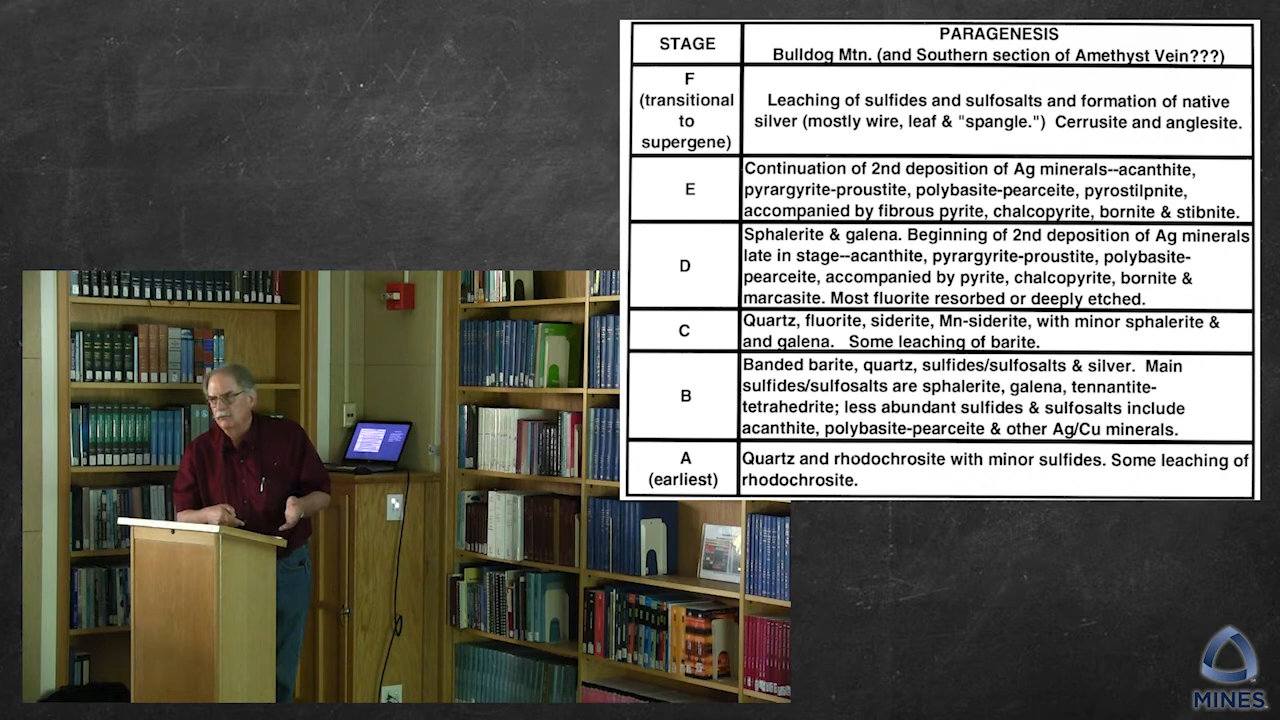 STAGE
PARAGENESIS
Bulldog Mtn. (and Southern section of Amethyst Vein???)
F
(transitional
to
supergene)
Leaching of sulfides and sulfosalts and formation of native
silver (mostly wire, leaf & "spangle.") Cerrusite and anglesite.
E
Continuation of 2nd deposition of Ag minerals--acanthite,
pyrargyrite-proustite, polybasite-pearceite, pyrostilpnite,
accompanied by fibrous pyrite, chalcopyrite, bornite & stibnite.
D
Sphalerite & galena. Beginning of 2nd deposition of Ag minerals
late in stage--acanthite, pyrargyrite-proustite, polybasite-
pearceite, accompanied by pyrite, chalcopyrite, bornite &
marcasite. Most fluorite resorbed or deeply etched.
C
Quartz, fluorite, siderite, Mn-siderite, with minor sphalerite &
and galena. Some leaching of barite.
B
Banded barite, quartz, sulfides/sulfosalts & silver. Main
sulfides/sulfosalts are sphalerite, galena, tennantite-
tetrahedrite; less abundant sulfides & sulfosalts include
acanthite, polybasite-pearceite & other Ag/Cu minerals.
A
(earliest)
Quartz and rhodochrosite with minor sulfides. Some leaching of
rhodochrosite.
MINES